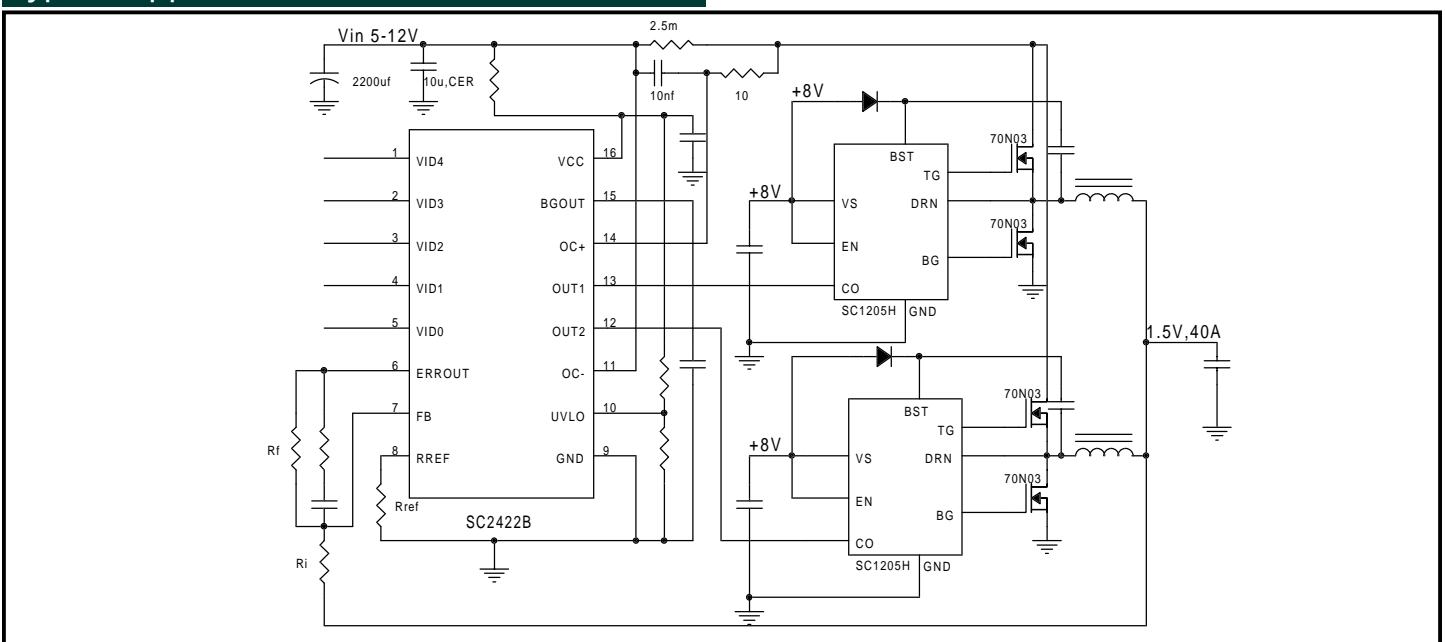 2.5m
Vin 5-12V
2200uf
10u,CER
10nf
10
+8V
70N03
1
VID4
VCC
16
BST
TG
2
VID3
BGOUT
15
+8V
VS
DRN
3
VID2
OC+
14
70N03
EN
BG
4
VID1
OUT1
13
CO
SC1205H
GND
5
VID0
OUT2
12
1.5V,40A
6
ERROUT
OC-
11
70N03
7
FB
UVLO
10
BST
TG
Rf
8
RREF
GND
9
+8V
VS
DRN
70N03
Rref
EN
BG
SC2422B
CO
Ri
SC1205H
GND